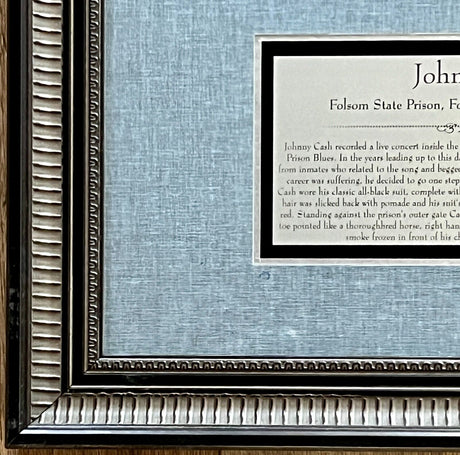 John
Folsom State Prison, Fo
Johnny Cash recorded a live concert inside the
Prison Blues. In the years leading up to this da
from inmates who related to the song and begge
career was suffering, he decided to go one step
Cash wore his classic all-black suit, complete wit
hair was slicked back with pomade and his suit's
red. Standing against the prison's outer gate Ca
toe pointed like a thoroughbred horse, right han
smoke frozen in front of his ch